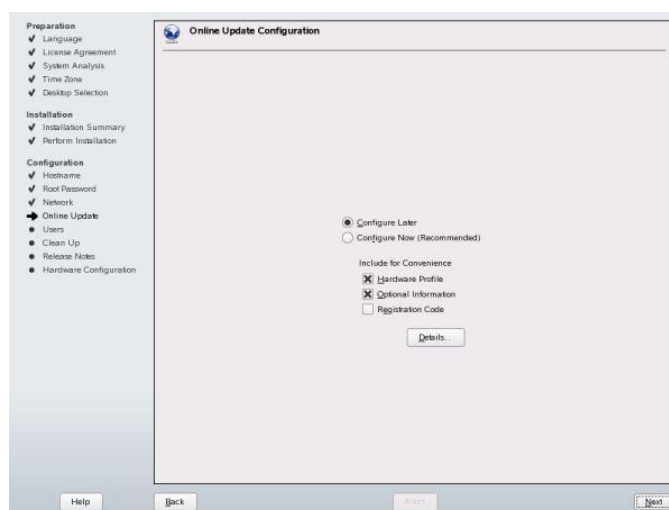 Preparation
Language
License Agreement
System Analysis
Time Zone
Desktop Selection
Installation
Installation Summary
Perform Installation
Configuration
Hostname
Root Password
Network
Online Update
Users
Clean Up
Release Notes
Hardware Configuration
Online Update Configuration
Configure Later
Configure Now (Recommended)
Include for Convenience
Hardware Profile
Optional Information
Registration Code
Details...
Help
Back
Abort
Next